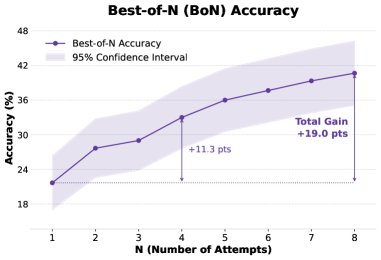 Best-of-N (BoN) Accuracy
Best-of-N Accuracy
95% Confidence Interval
Accuracy (%)
48
42
36
30
24
18
+11.3 pts
Total Gain
+19.0 pts
1 2 3 4 5 6 7 8
N (Number of Attempts)